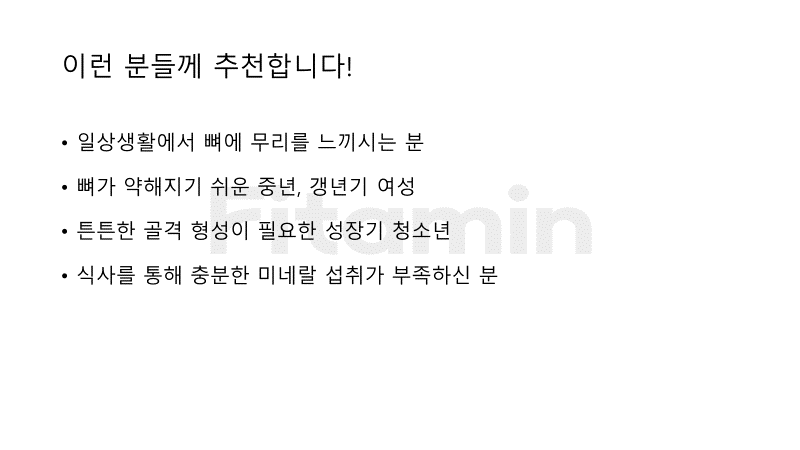 이런 분들께 추천합니다!
• 일상생활에서 뼈에 무리를 느끼시는 분
• 뼈가 약해지기 쉬운 중년, 갱년기 여성
• 튼튼한 골격 형성이 필요한 성장기 청소년
• 식사를 통해 충분한 미네랄 섭취가 부족하신 분
Fitamin